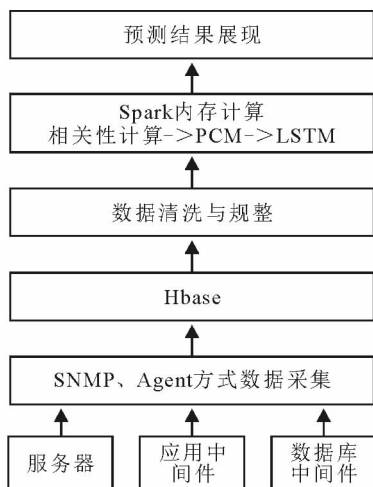 预测结果展现
Spark内存计算
相关性计算->PCM->LSTM
数据清洗与规整
Hbase
SNMP、Agent方式数据采集
服务器
应用中
间件
数据库
中间件